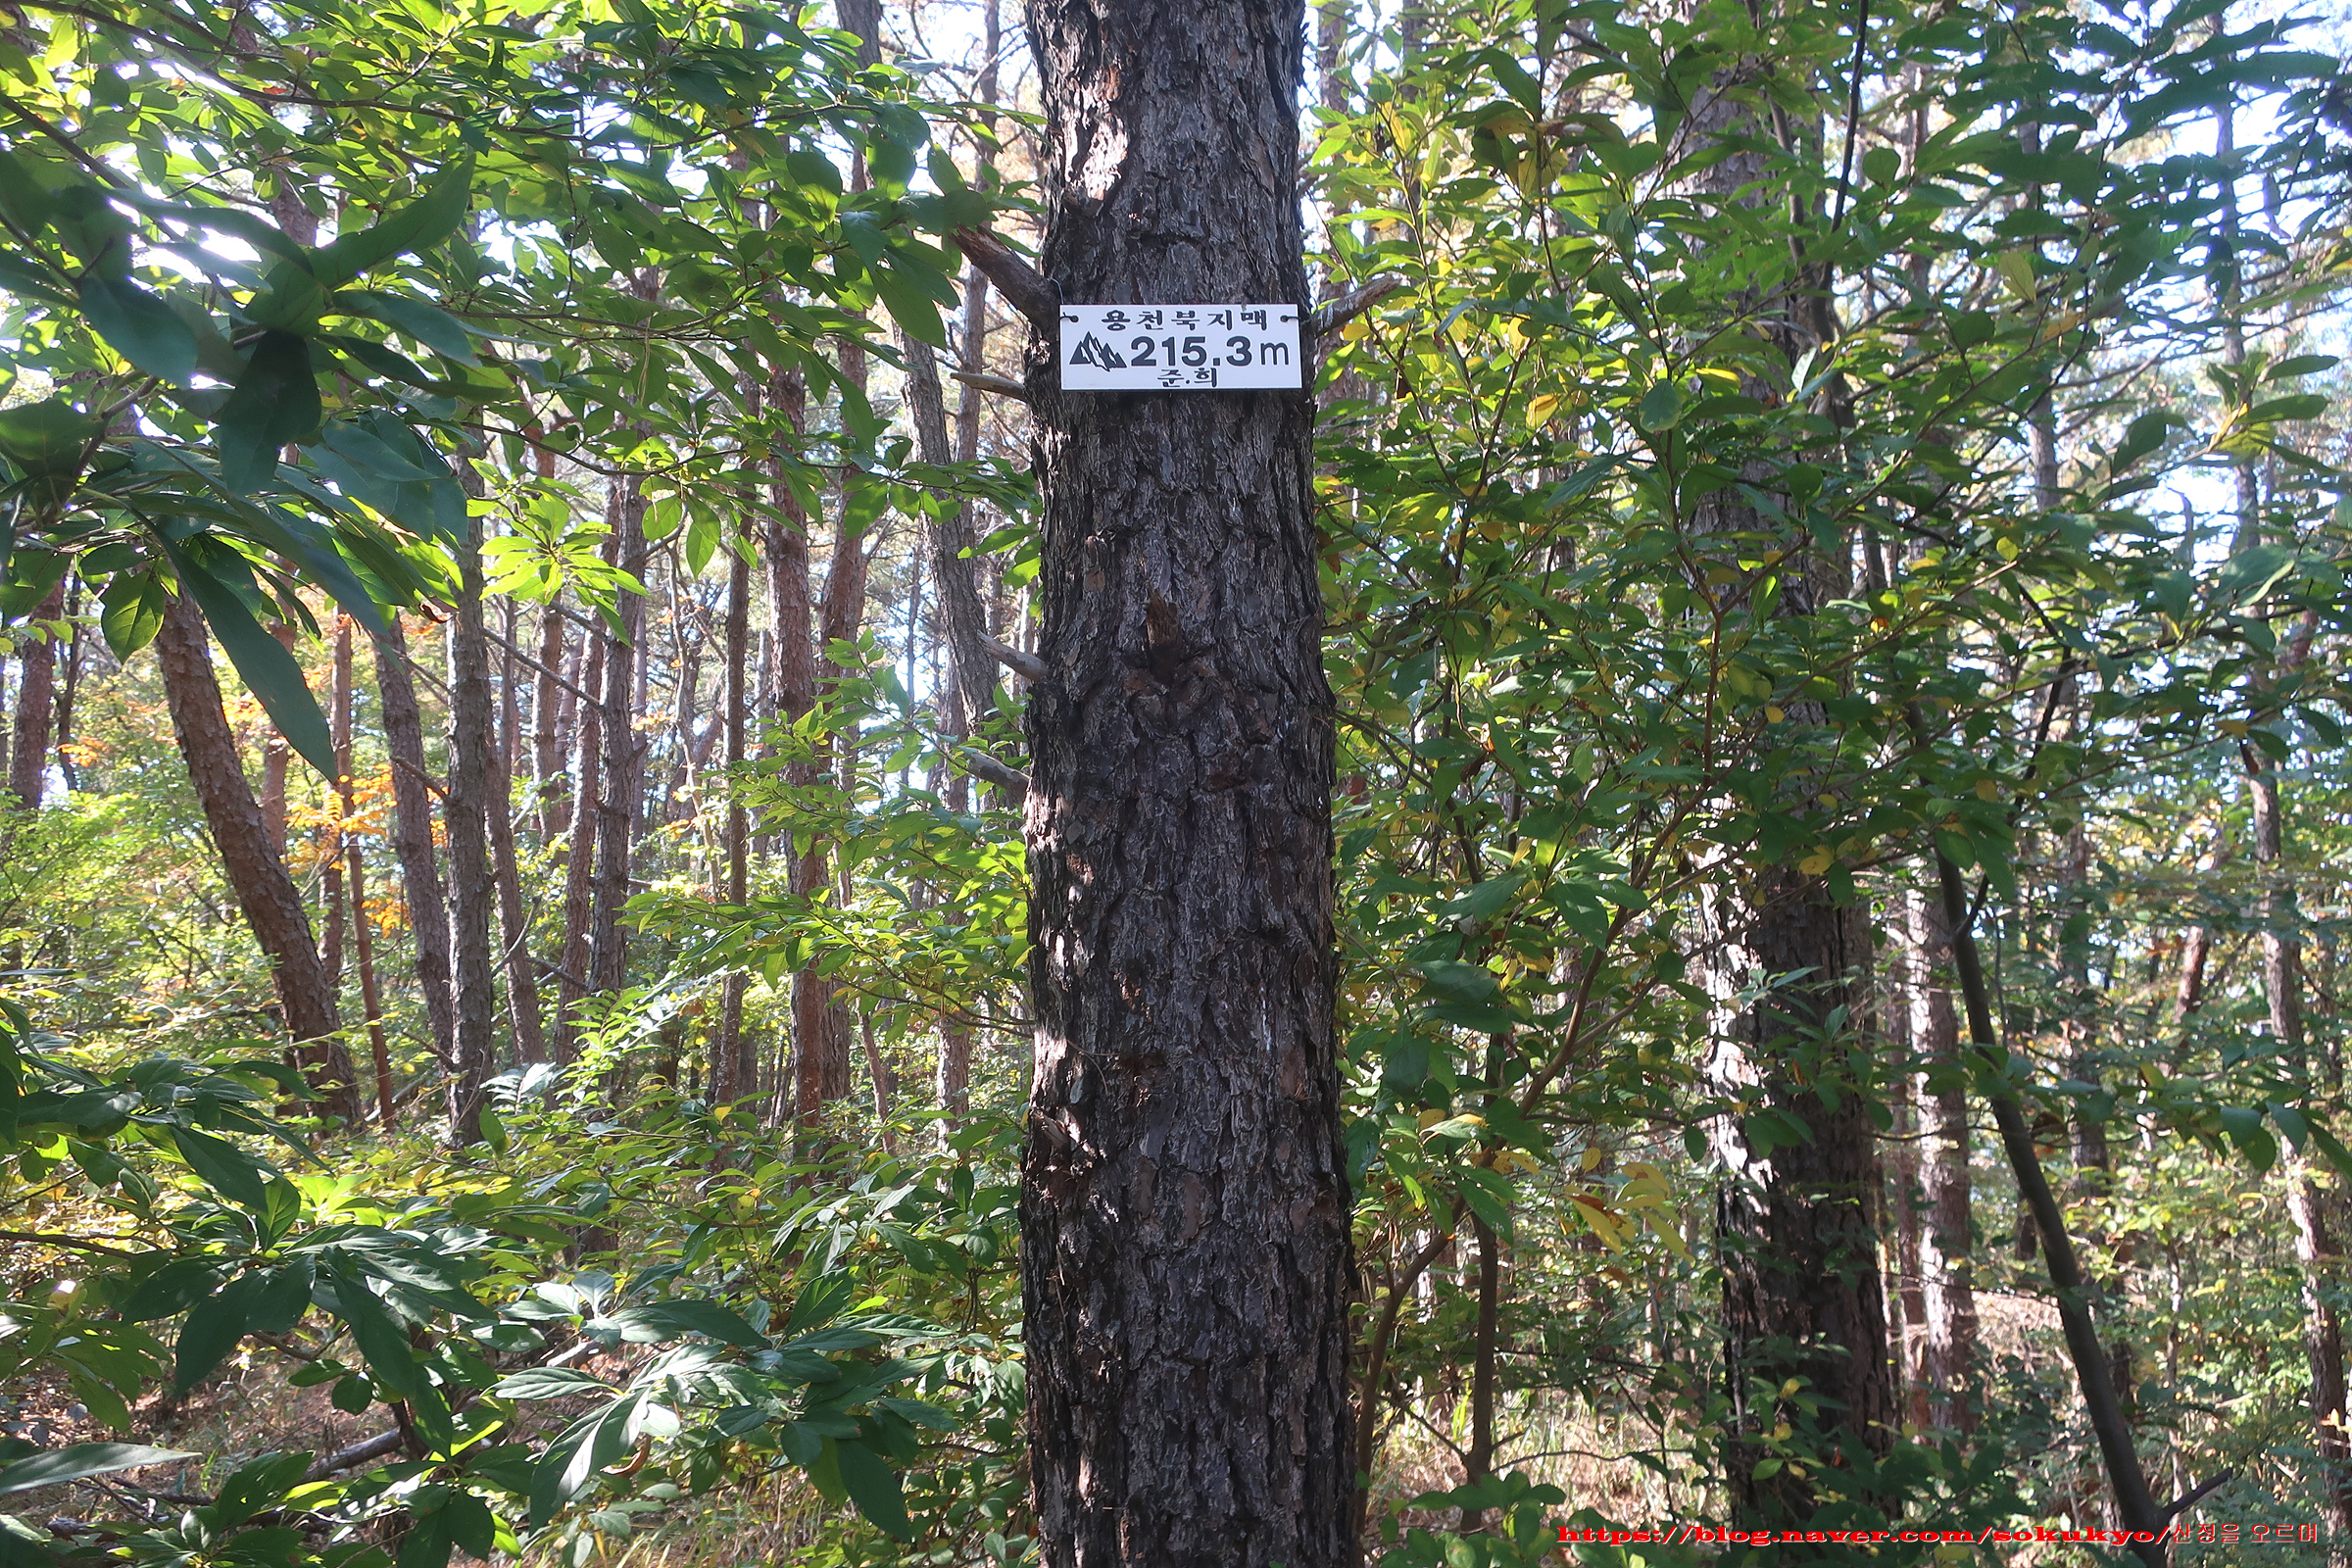 용천북지맥
215.3m
준.희
https://blog.naver.com/sokukyo/산정을 오르며